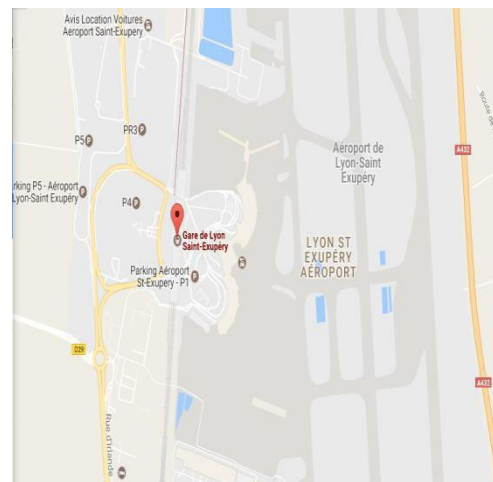 Avis Location Voitures
Aeroport Saint-Exupery
PR3
P5
Aéroport de
Lyon-Saint
Exupéry
A432
rking P5 - Aéroport
Lyon-Saint Exupéry
P4
Gare de Lyon
Saint-Exupéry
LYON ST
EXUPÉRY
AÉROPORT
Parking Aéroport
St-Exupery - P1
D29
A432
Rue d'Irlande